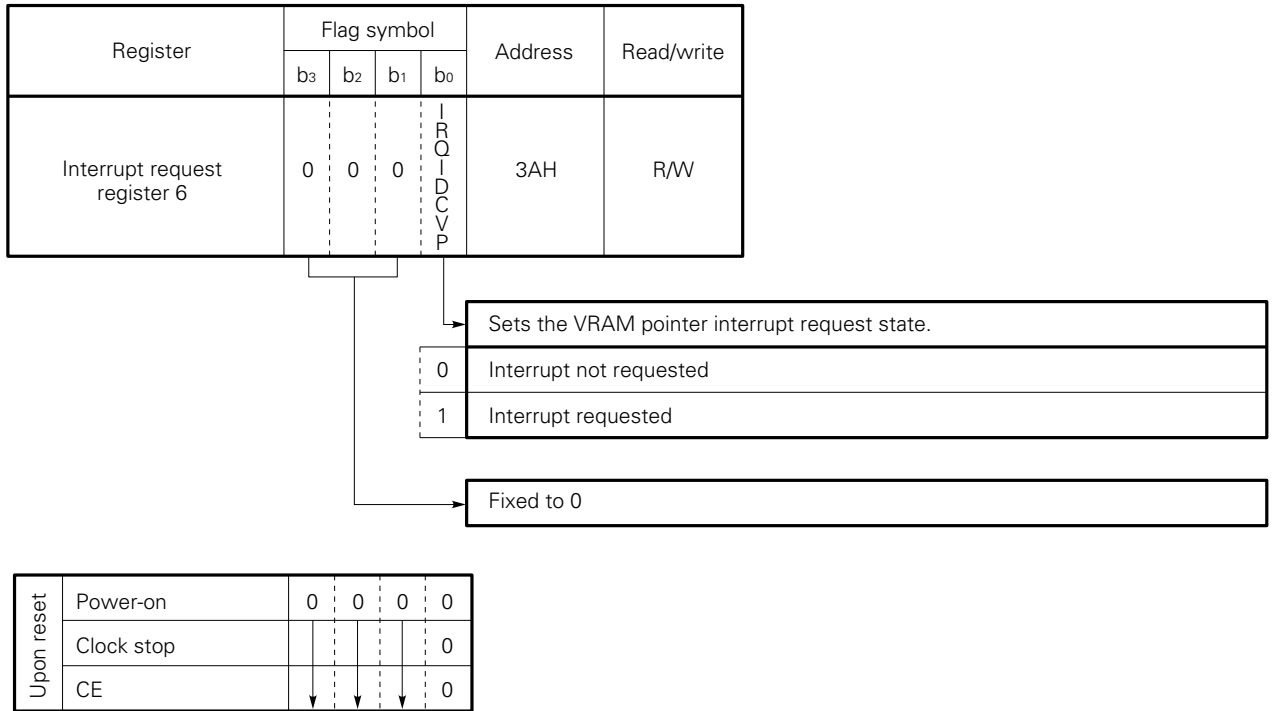 Register Flag symbol Address Read/write
b3 b2 b1 b0
Interrupt request register 6 0 0 0 IRQIDCVP 3AH R/W
Sets the VRAM pointer interrupt request state.
0 Interrupt not requested
1 Interrupt requested
Fixed to 0
Upon reset
Power-on 0 0 0 0
Clock stop 0
CE 0